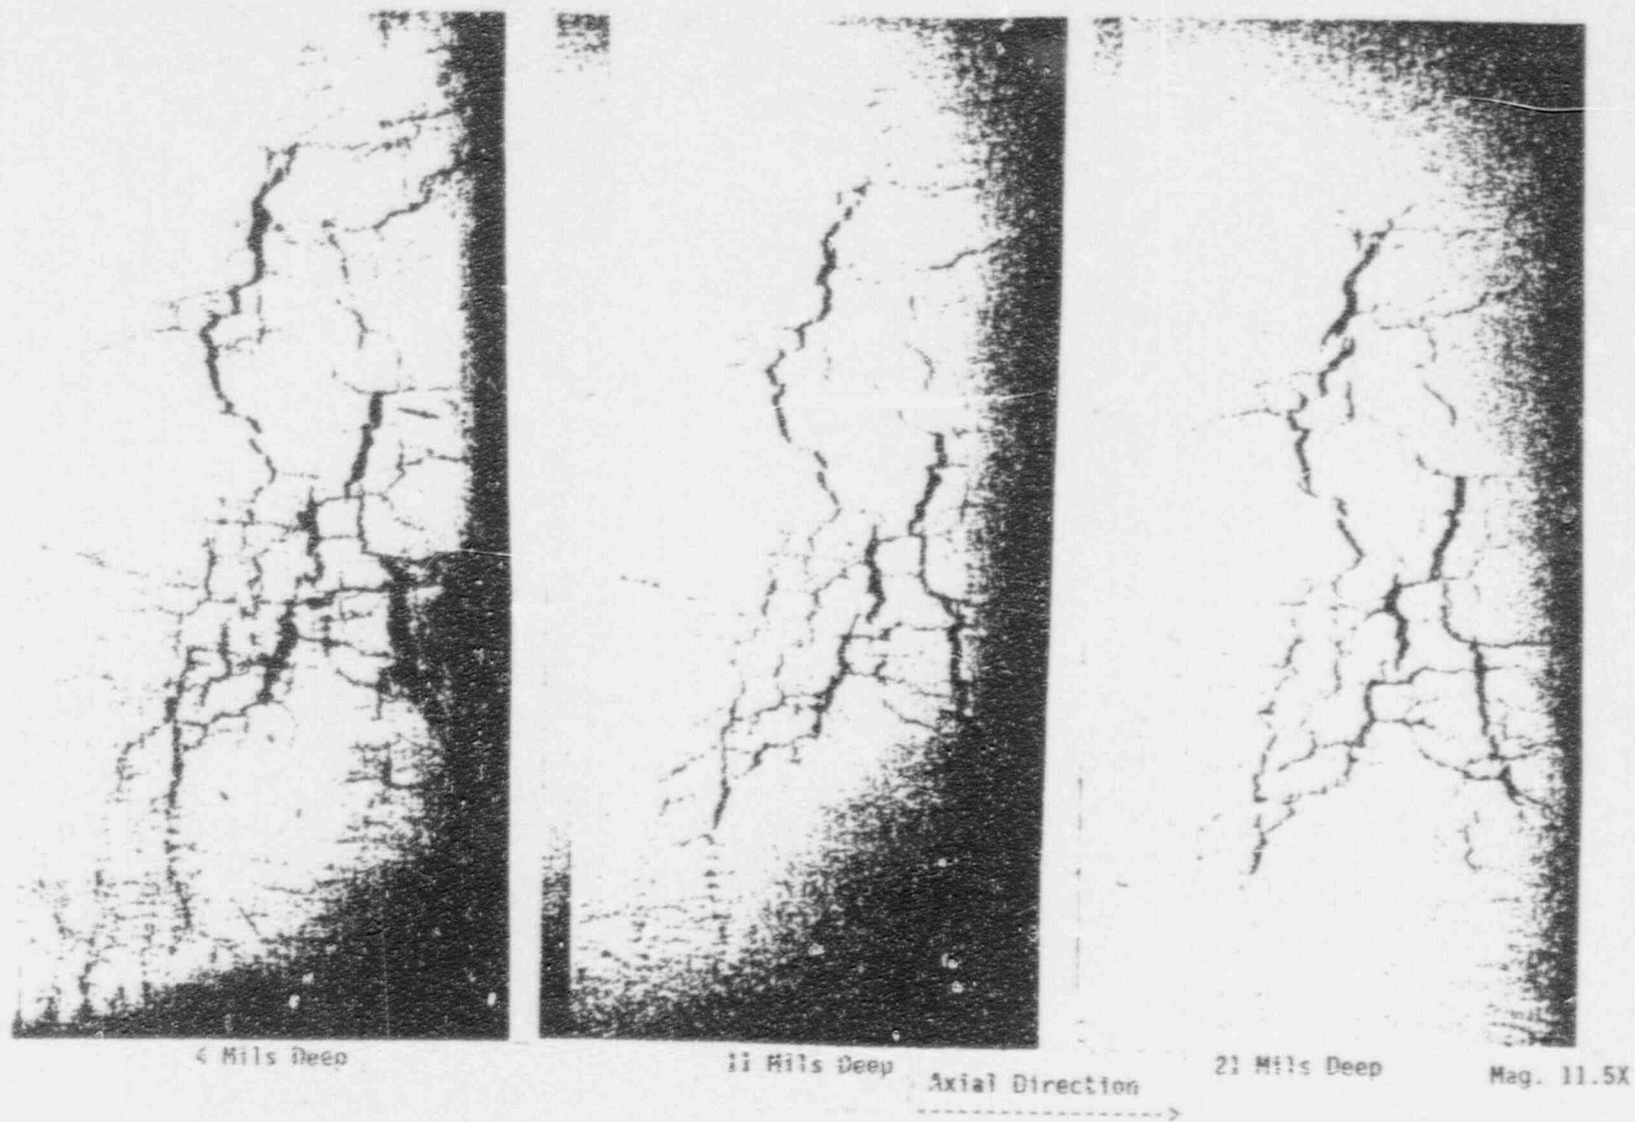 4 Mils Deep
11 Mils Deep
21 Mils Deep
Mag. 11.5X
Axial Direction